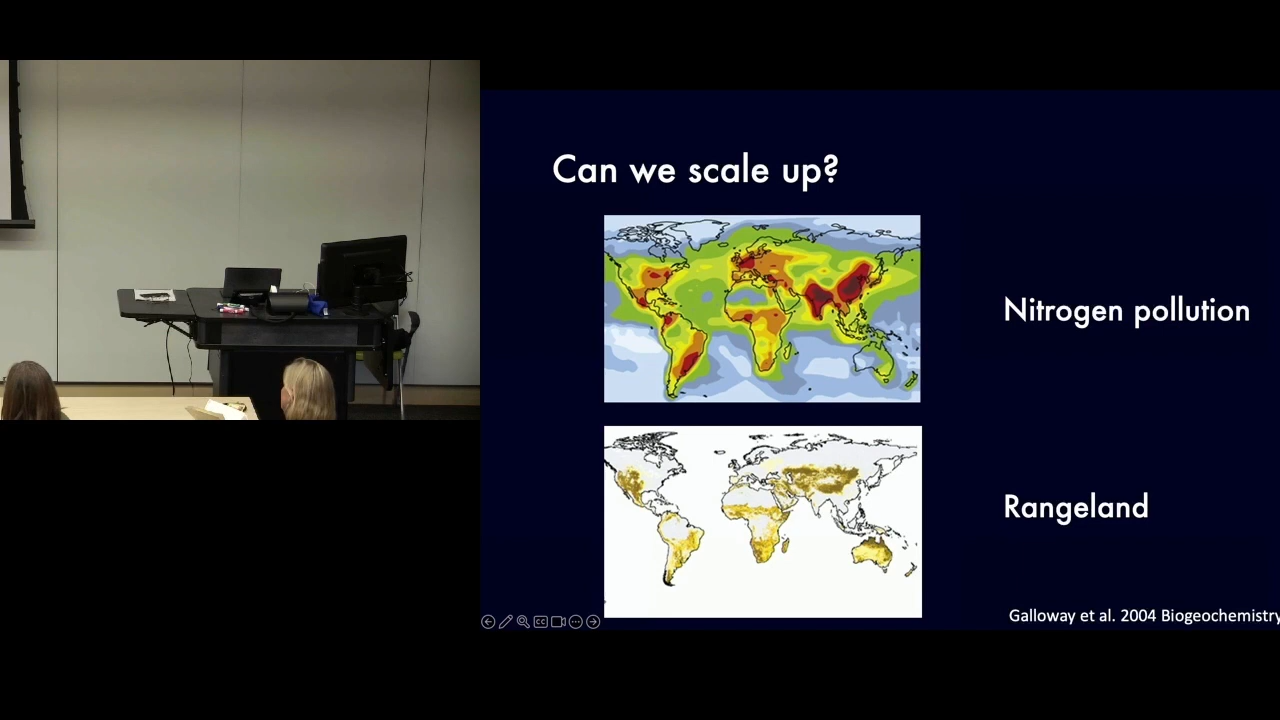 Can we scale up?
Nitrogen pollution
Rangeland
Galloway et al. 2004 Biogeochemistry